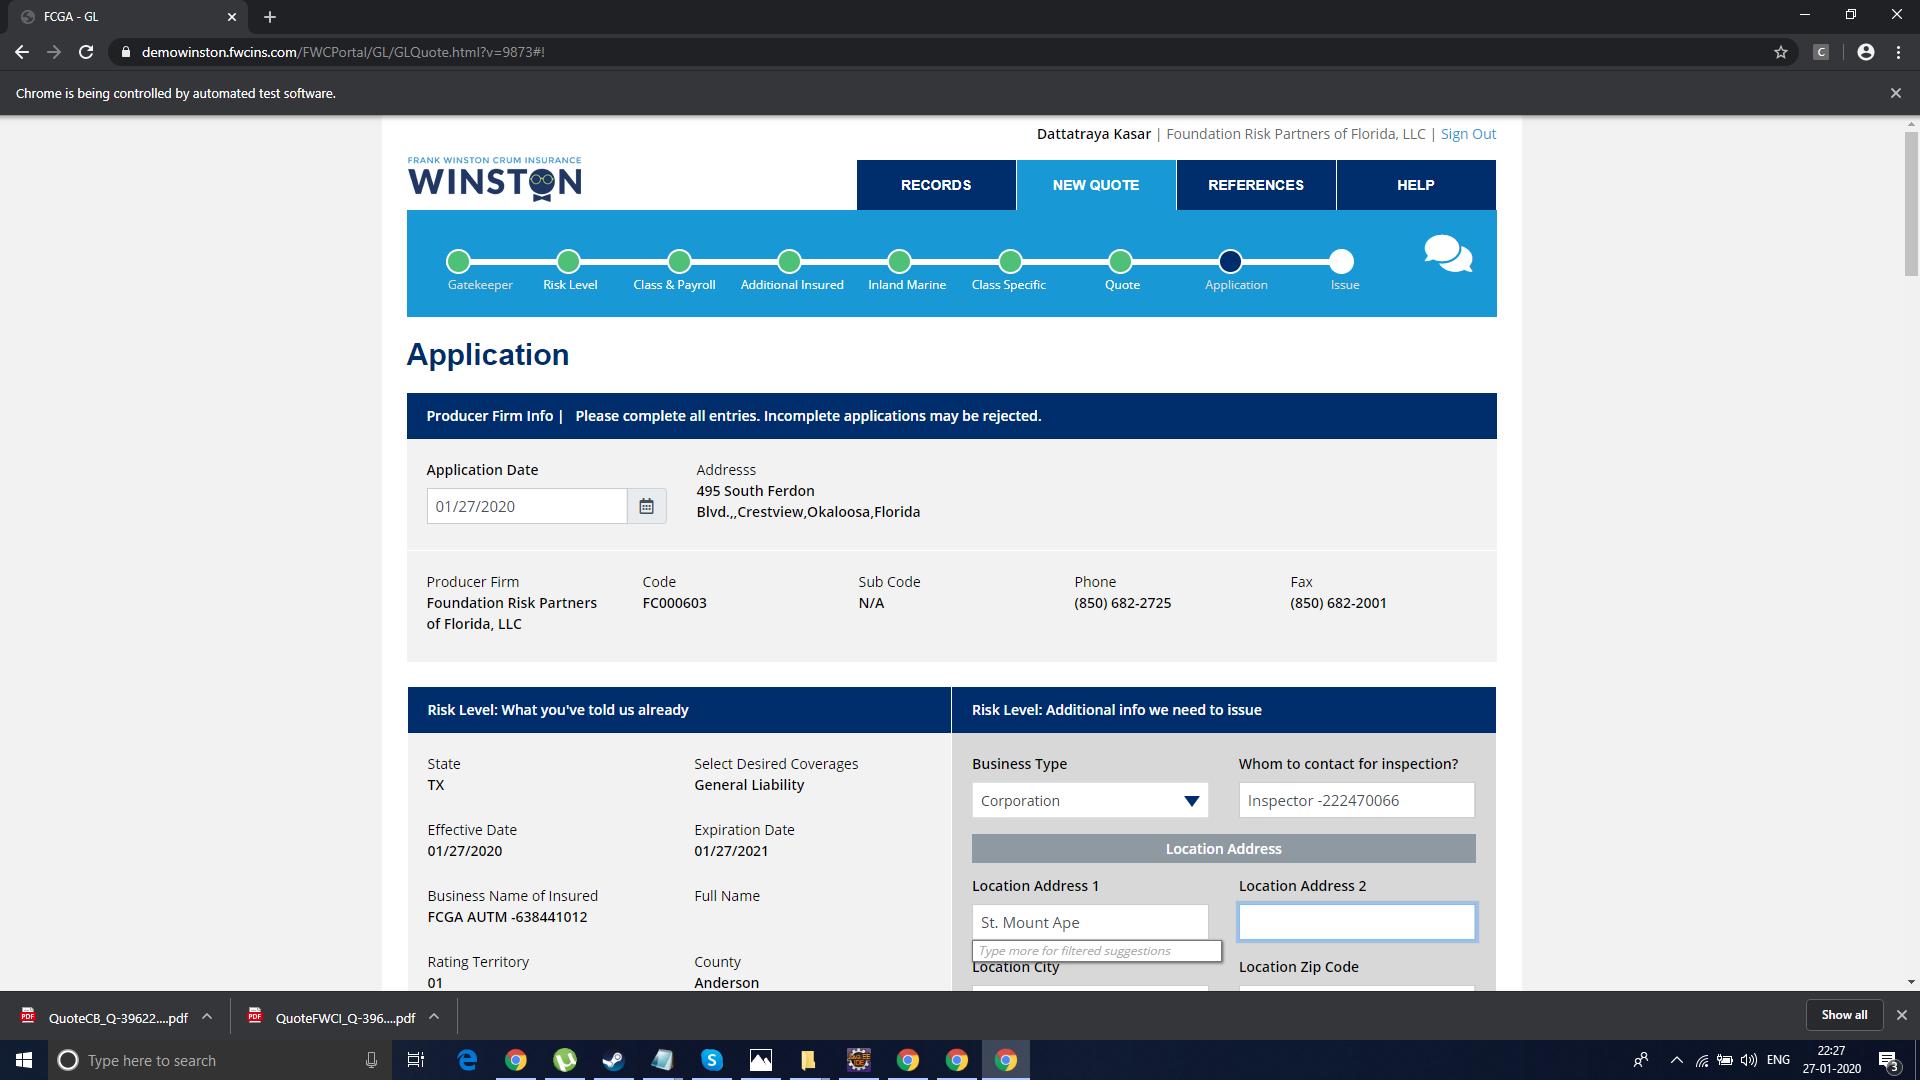 FCGA - GL
demowinston.fwcins.com/FWCPortal/GL/GLQuote.html?v=9873#!
C
Chrome is being controlled by automated test software.
Dattatraya Kasar | Foundation Risk Partners of Florida, LLC | Sign Out
FRANK WINSTON CRUM INSURANCE
WINSTON
RECORDS
NEW QUOTE
REFERENCES
HELP
Gatekeeper
Risk Level
Class & Payroll
Additional Insured
Inland Marine
Class Specific
Quote
Application
Issue
Application
Producer Firm Info | Please complete all entries. Incomplete applications may be rejected.
Application Date
01/27/2020
Addresss
495 South Ferdon
Blvd.,,Crestview,Okaloosa,Florida
Producer Firm
Foundation Risk Partners
of Florida, LLC
Code
FC000603
Sub Code
N/A
Phone
(850) 682-2725
Fax
(850) 682-2001
Risk Level: What you've told us already
State
TX
Select Desired Coverages
General Liability
Effective Date
01/27/2020
Expiration Date
01/27/2021
Business Name of Insured
FCGA AUTM -638441012
Full Name
Rating Territory
01
County
Anderson
Risk Level: Additional info we need to issue
Business Type
Corporation
Whom to contact for inspection?
Inspector -222470066
Location Address
Location Address 1
St. Mount Ape
Type more for filtered suggestions
Location Address 2
Location City
Location Zip Code
QuoteCB_Q-39622....pdf
QuoteFWCI_Q-396....pdf
Show all
Type here to search
ENG
22:27
27-01-2020
3